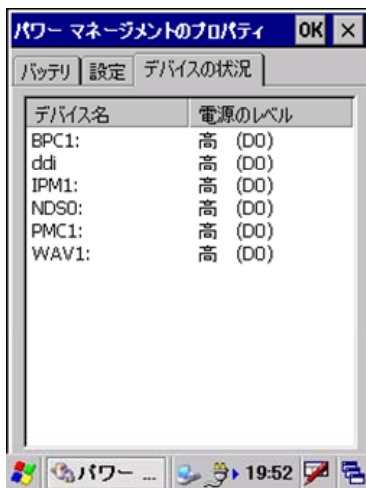 パワー マネージメントのプロパティ OK ×
バッテリ 設定 デバイスの状況
デバイス名 電源のレベル
BPC1: 高 (D0)
ddi 高 (D0)
IPM1: 高 (D0)
NDS0: 高 (D0)
PMC1: 高 (D0)
WAV1: 高 (D0)
パワー ... 19:52